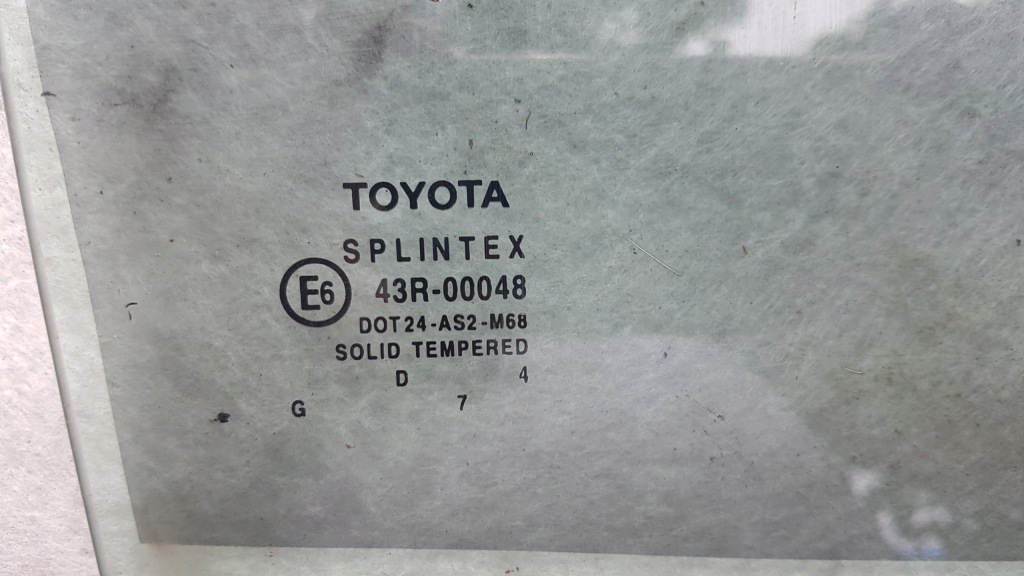 TOYOTA
SPLINTEX
E6 43R-00048
DOT24-AS2-M68
SOLID TEMPERED
D 4
G 7